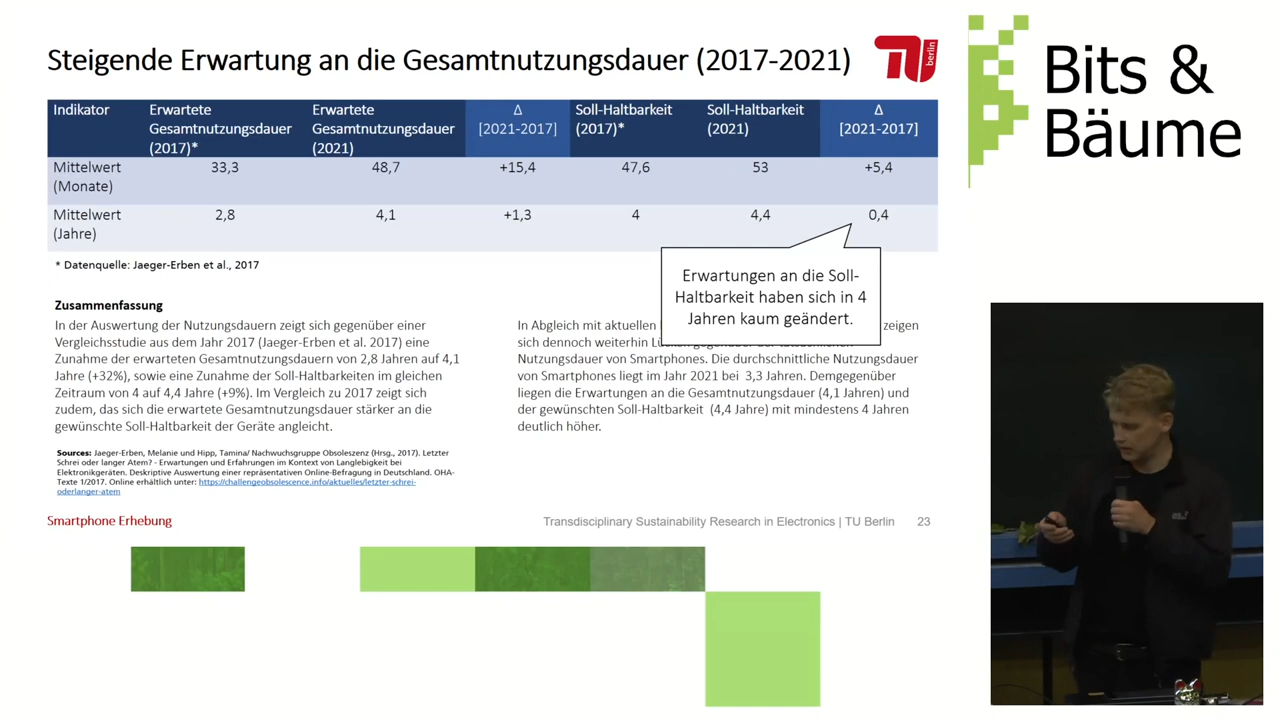 Steigende Erwartung an die Gesamtnutzungsdauer (2017-2021)
berlin
Bits &
Bäume
Indikator Erwartete Gesamtnutzungsdauer (2017)* Erwartete Gesamtnutzungsdauer (2021) Δ [2021-2017] Soll-Haltbarkeit (2017)* Soll-Haltbarkeit (2021) Δ [2021-2017]
Mittelwert (Monate) 33,3 48,7 +15,4 47,6 53 +5,4
Mittelwert (Jahre) 2,8 4,1 +1,3 4 4,4 0,4
* Datenquelle: Jaeger-Erben et al., 2017
Erwartungen an die Soll-
Haltbarkeit haben sich in 4
Jahren kaum geändert.
Zusammenfassung
In der Auswertung der Nutzungsdauern zeigt sich gegenüber einer
Vergleichsstudie aus dem Jahr 2017 (Jaeger-Erben et al. 2017) eine
Zunahme der erwarteten Gesamtnutzungsdauern von 2,8 Jahren auf 4,1
Jahre (+32%), sowie eine Zunahme der Soll-Haltbarkeiten im gleichen
Zeitraum von 4 auf 4,4 Jahre (+9%). Im Vergleich zu 2017 zeigt sich
zudem, das sich die erwartete Gesamtnutzungsdauer stärker an die
gewünschte Soll-Haltbarkeit der Geräte angleicht.
In Abgleich mit aktuellen zeigen
sich dennoch weiterhin
Nutzungsdauer von Smartphones. Die durchschnittliche Nutzungsdauer
von Smartphones liegt im Jahr 2021 bei 3,3 Jahren. Demgegenüber
liegen die Erwartungen an die Gesamtnutzungsdauer (4,1 Jahren) und
der gewünschten Soll-Haltbarkeit (4,4 Jahre) mit mindestens 4 Jahren
deutlich höher.
Sources: Jaeger-Erben, Melanie und Hipp, Tamina/ Nachwuchsgruppe Obsoleszenz (Hrsg., 2017). Letzter
Schrei oder langer Atem? - Erwartungen und Erfahrungen im Kontext von Langlebigkeit bei
Elektronikgeräten. Deskriptive Auswertung einer repräsentativen Online-Befragung in Deutschland. OHA-
Texte 1/2017. Online erhältlich unter: https://challengeobsolescence.info/aktuelles/letzter-schrei-
oderlanger-atem
Smartphone Erhebung
Transdisciplinary Sustainability Research in Electronics | TU Berlin 23